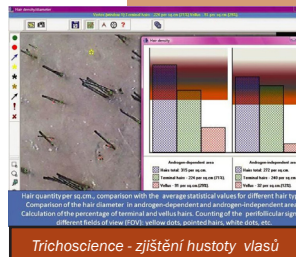 Hair density/diameter
Hair density
Androgen-dependent area
Hairs total: 315 per sq.cm.
Terminal hairs - 224 per sq.cm (71%)
Vellus - 91 per sq.cm (29%)
Androgen-independent a
Hairs total: 272 per sq.cm.
Terminal hairs - 240 per sq.cm
Vellus - 32 per sq.cm (12%)
Hair quantity per sq.cm., comparison with the average statistical values for different hair typ
Comparison of the hair diameter in androgen-dependent and androgen-independent area
Calculation of the percentage of terminal and vellus hairs. Counting of the perifollicular sign
different fields of view (FOV): yellow dots, pointed hairs, white dots, etc.
Trichoscience - zjištění hustoty vlasů